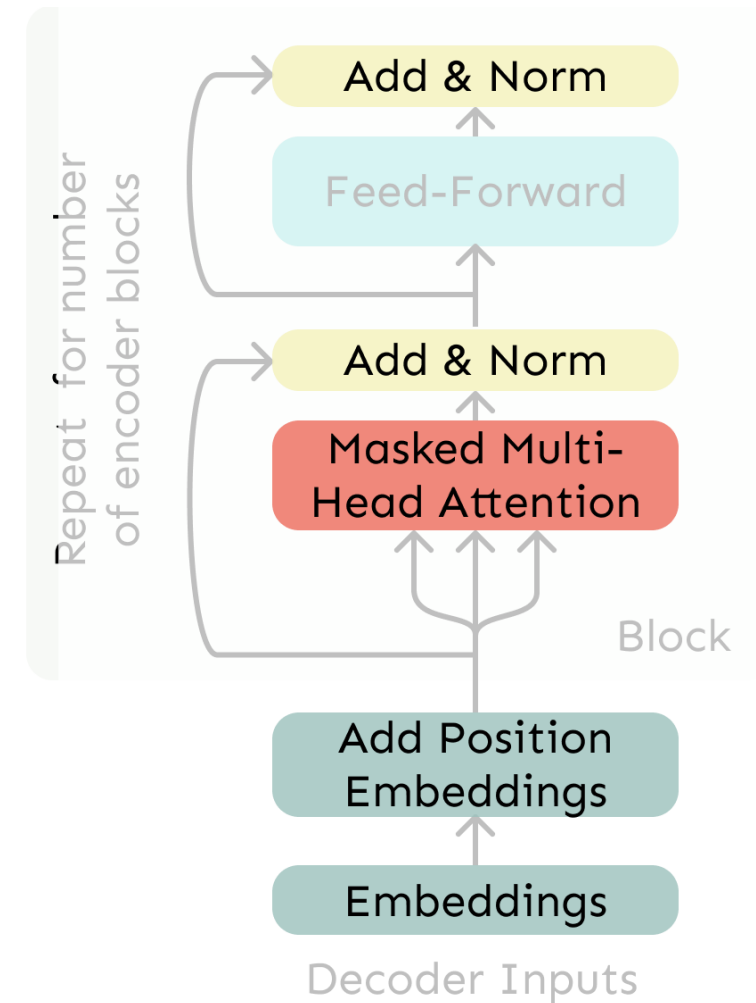 Add & Norm
Feed-Forward
Repeat for number
of encoder blocks
Add & Norm
Masked Multi-
Head Attention
Block
Add Position
Embeddings
Embeddings
Decoder Inputs